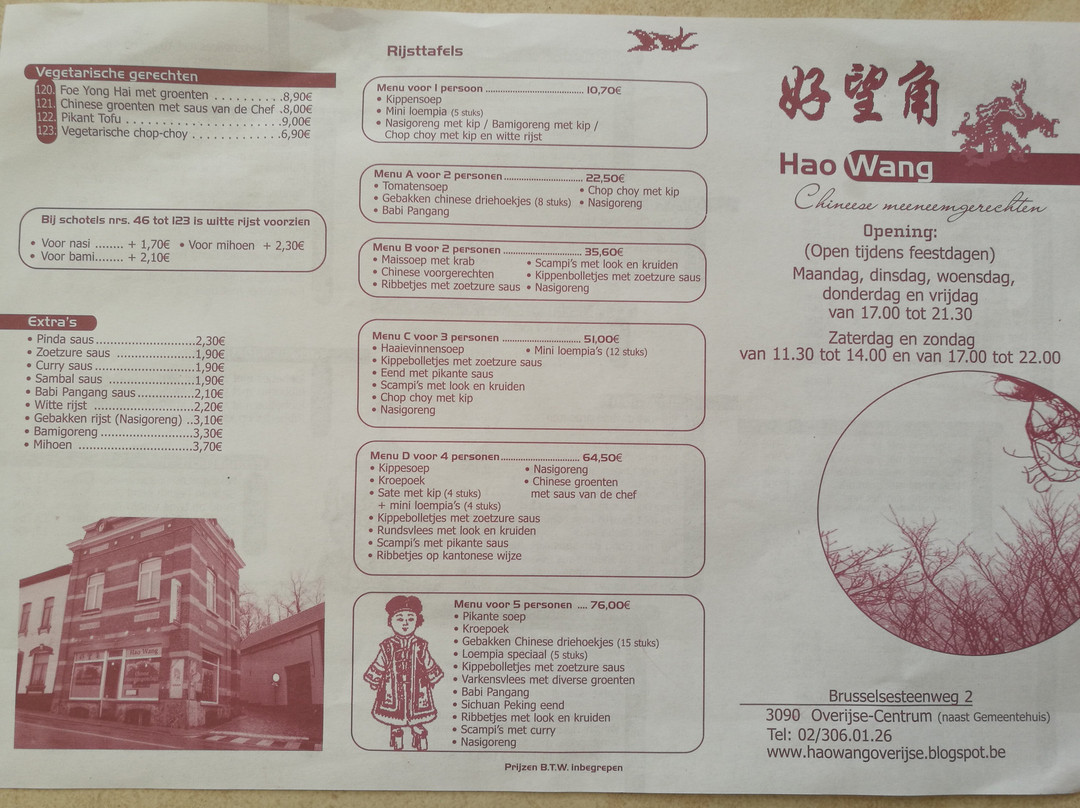 Vegetarische gerechten
120. Foe Yong Hai met groenten ..........8,90€
121. Chinese groenten met saus van de Chef .8,00€
122. Pikant Tofu .......................9,00€
123. Vegetarische chop-choy .............6,90€
Bij schotels nrs. 46 tot 123 is witte rijst voorzien
• Voor nasi ........ + 1,70€ • Voor mihoen + 2,30€
• Voor bami........ + 2,10€
Extra's
• Pinda saus.........................2,30€
• Zoetzure saus ....................1,90€
• Curry saus.........................1,90€
• Sambal saus ......................1,90€
• Babi Pangang saus...............2,10€
• Witte rijst ..........................2,20€
• Gebakken rijst (Nasigoreng) ..3,10€
• Bamigoreng .......................3,30€
• Mihoen .............................3,70€
Hao Wang
Rijsttafels
Menu voor 1 persoon ................................ 10,70€
• Kippensoep
• Mini loempia (5 stuks)
• Nasigoreng met kip / Bamigoreng met kip /
Chop choy met kip en witte rijst
Menu A voor 2 personen .................... 22,50€
• Tomatensoep
• Gebakken chinese driehoekjes (8 stuks)
• Babi Pangang
• Chop choy met kip
• Nasigoreng
Menu B voor 2 personen .................... 35,60€
• Maissoep met krab
• Chinese voorgerechten
• Ribbetjes met zoetzure saus
• Scampi's met look en kruiden
• Kippenbolletjes met zoetzure saus
• Nasigoreng
Menu C voor 3 personen .................... 51,00€
• Haaievinnensoep
• Mini loempia's (12 stuks)
• Kippebolletjes met zoetzure saus
• Eend met pikante saus
• Scampi's met look en kruiden
• Chop choy met kip
• Nasigoreng
Menu D voor 4 personen .................... 64,50€
• Kippesoep
• Kroepoek
• Sate met kip (4 stuks)
+ mini loempia's (4 stuks)
• Kippebolletjes met zoetzure saus
• Rundsvlees met look en kruiden
• Scampi's met pikante saus
• Ribbetjes op kantonese wijze
• Nasigoreng
• Chinese groenten
met saus van de chef
Menu voor 5 personen .... 76,00€
• Pikante soep
• Kroepoek
• Gebakken Chinese driehoekjes (15 stuks)
• Loempia speciaal (5 stuks)
• Kippebolletjes met zoetzure saus
• Varkensvlees met diverse groenten
• Babi Pangang
• Sichuan Peking eend
• Ribbetjes met look en kruiden
• Scampi's met curry
• Nasigoreng
Prijzen B.T.W. inbegrepen
好望角
Hao Wang
Chineese meeneemgerechten
Opening:
(Open tijdens feestdagen)
Maandag, dinsdag, woensdag,
donderdag en vrijdag
van 17.00 tot 21.30
Zaterdag en zondag
van 11.30 tot 14.00 en van 17.00 tot 22.00
Brusselsesteenweg 2
3090 Overijse-Centrum (naast Gemeentehuis)
Tel: 02/306.01.26
www.haowangoverijse.blogspot.be